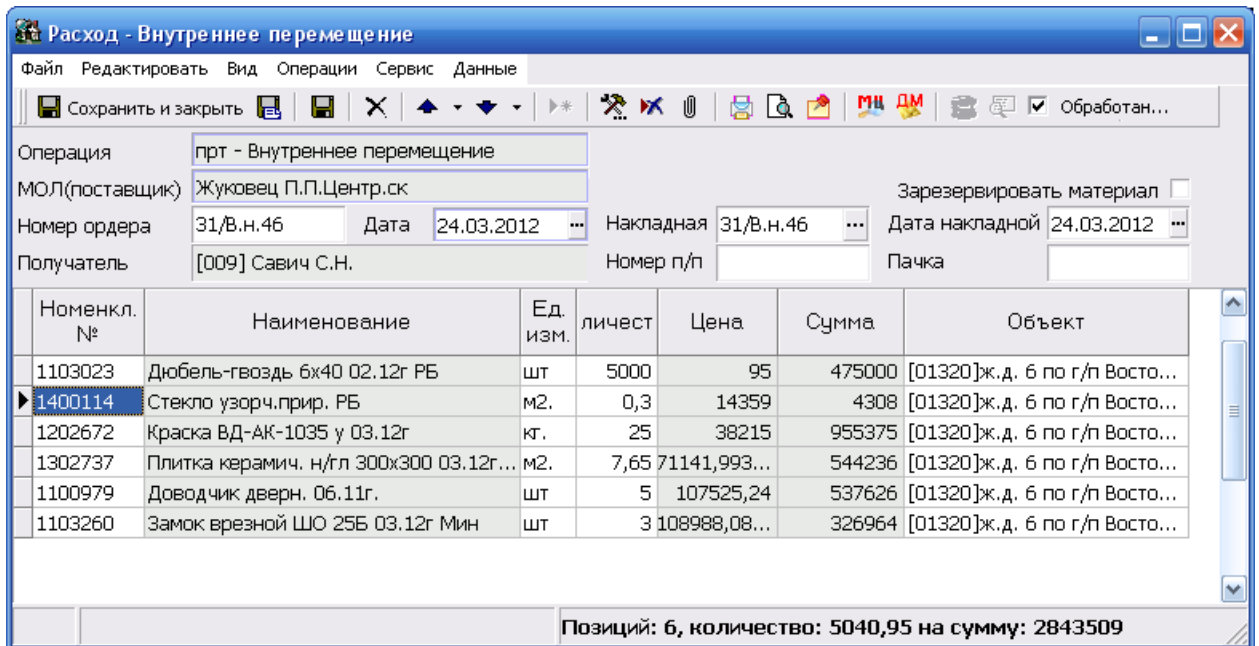 Расход - Внутреннее перемещение
Файл Редактировать Вид Операции Сервис Данные
Сохранить и закрыть МЦ ДМ Обработан...
Операция прт - Внутреннее перемещение
МОЛ(поставщик) Жуковец П.П.Центр.ск Зарезервировать материал
Номер ордера 31/В.н.46 Дата 24.03.2012 ... Накладная 31/В.н.46 ... Дата накладной 24.03.2012 ...
Получатель [009] Савич С.Н. Номер п/п Пачка
Номенкл. № Наименование Ед. изм. личест Цена Сумма Объект
1103023 Дюбель-гвоздь 6х40 02.12г РБ шт 5000 95 475000 [01320]ж.д. 6 по г/п Восто...
1400114 Стекло узорч.прир. РБ м2. 0,3 14359 4308 [01320]ж.д. 6 по г/п Восто...
1202672 Краска ВД-АК-1035 у 03.12г кг. 25 38215 955375 [01320]ж.д. 6 по г/п Восто...
1302737 Плитка керамич. н/гл 300х300 03.12г... м2. 7,65 71141,993... 544236 [01320]ж.д. 6 по г/п Восто...
1100979 Доводчик дверн. 06.11г. шт 5 107525,24 537626 [01320]ж.д. 6 по г/п Восто...
1103260 Замок врезной ШО 25Б 03.12г Мин шт 3 108988,08... 326964 [01320]ж.д. 6 по г/п Восто...
Позиций: 6, количество: 5040,95 на сумму: 2843509